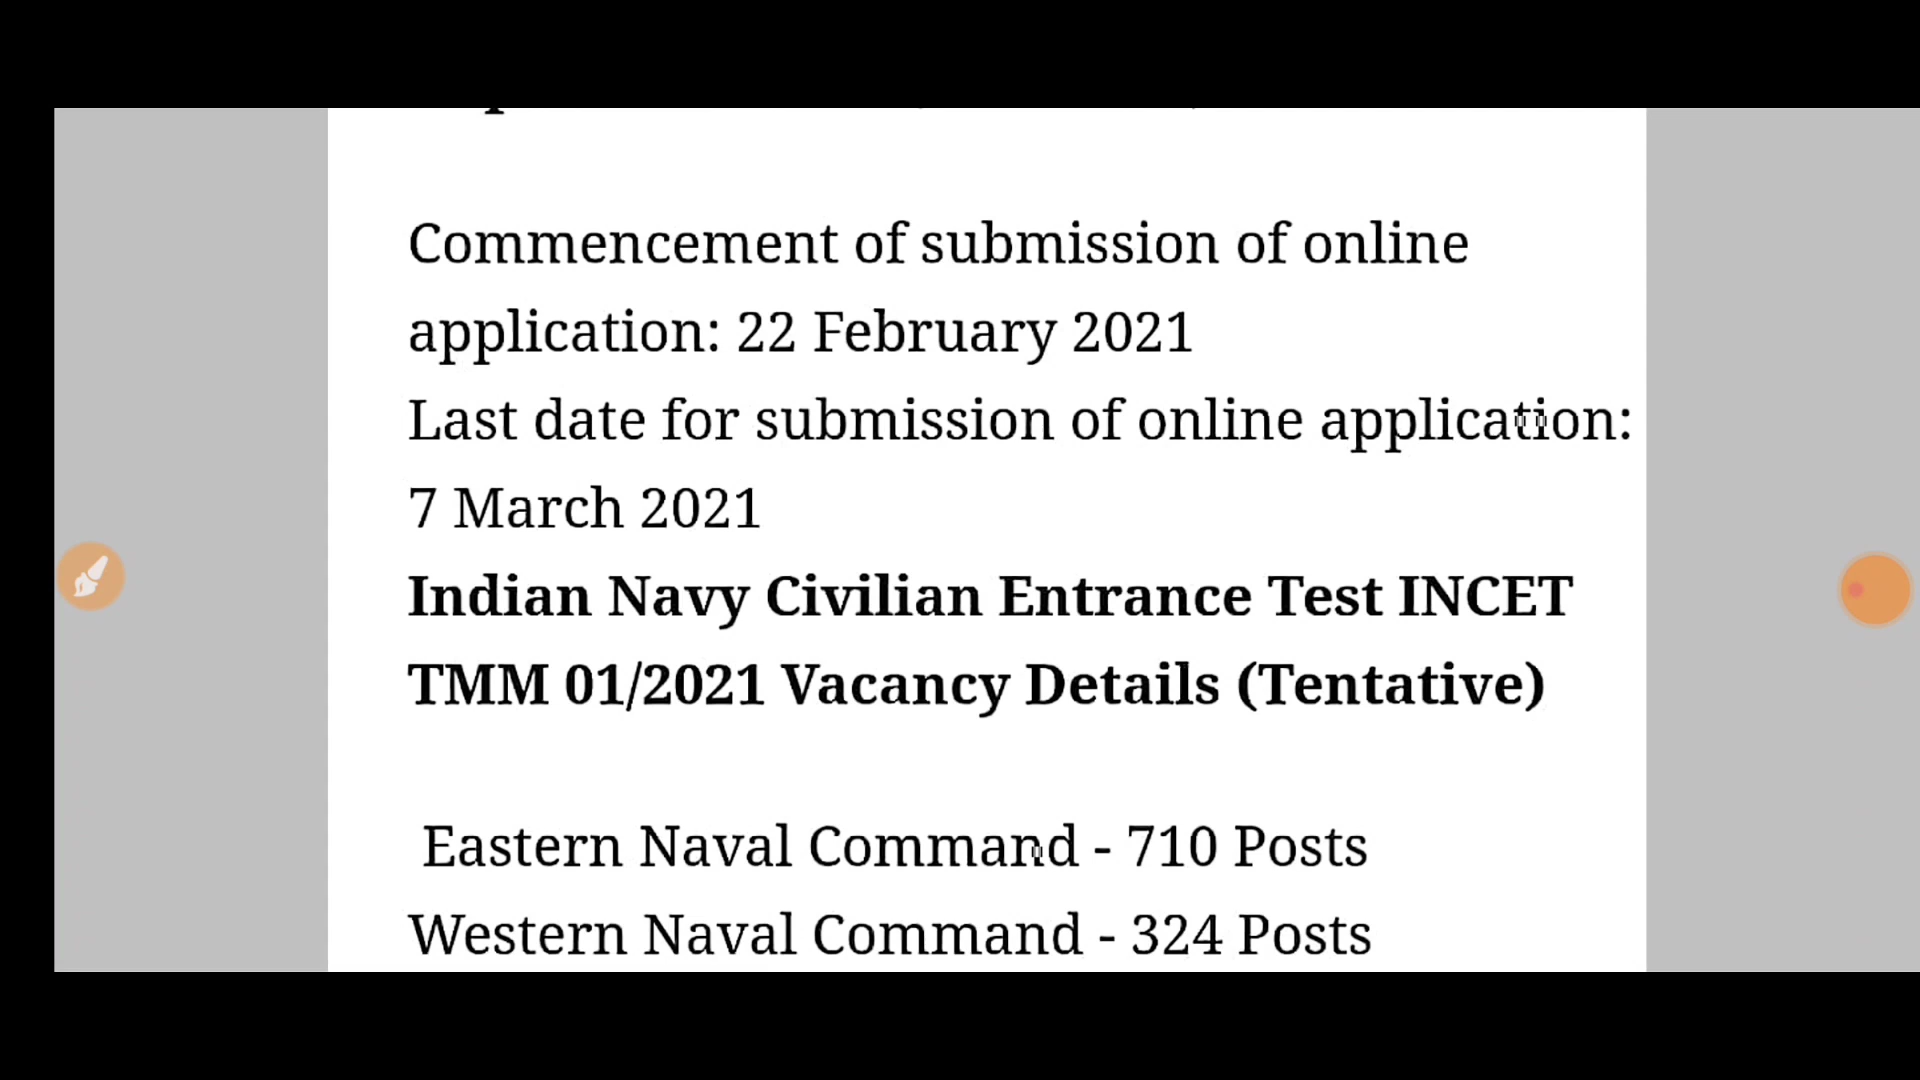 Commencement of submission of online
application: 22 February 2021
Last date for submission of online application:
7 March 2021
Indian Navy Civilian Entrance Test INCET
TMM 01/2021 Vacancy Details (Tentative)
Eastern Naval Command - 710 Posts
Western Naval Command - 324 Posts